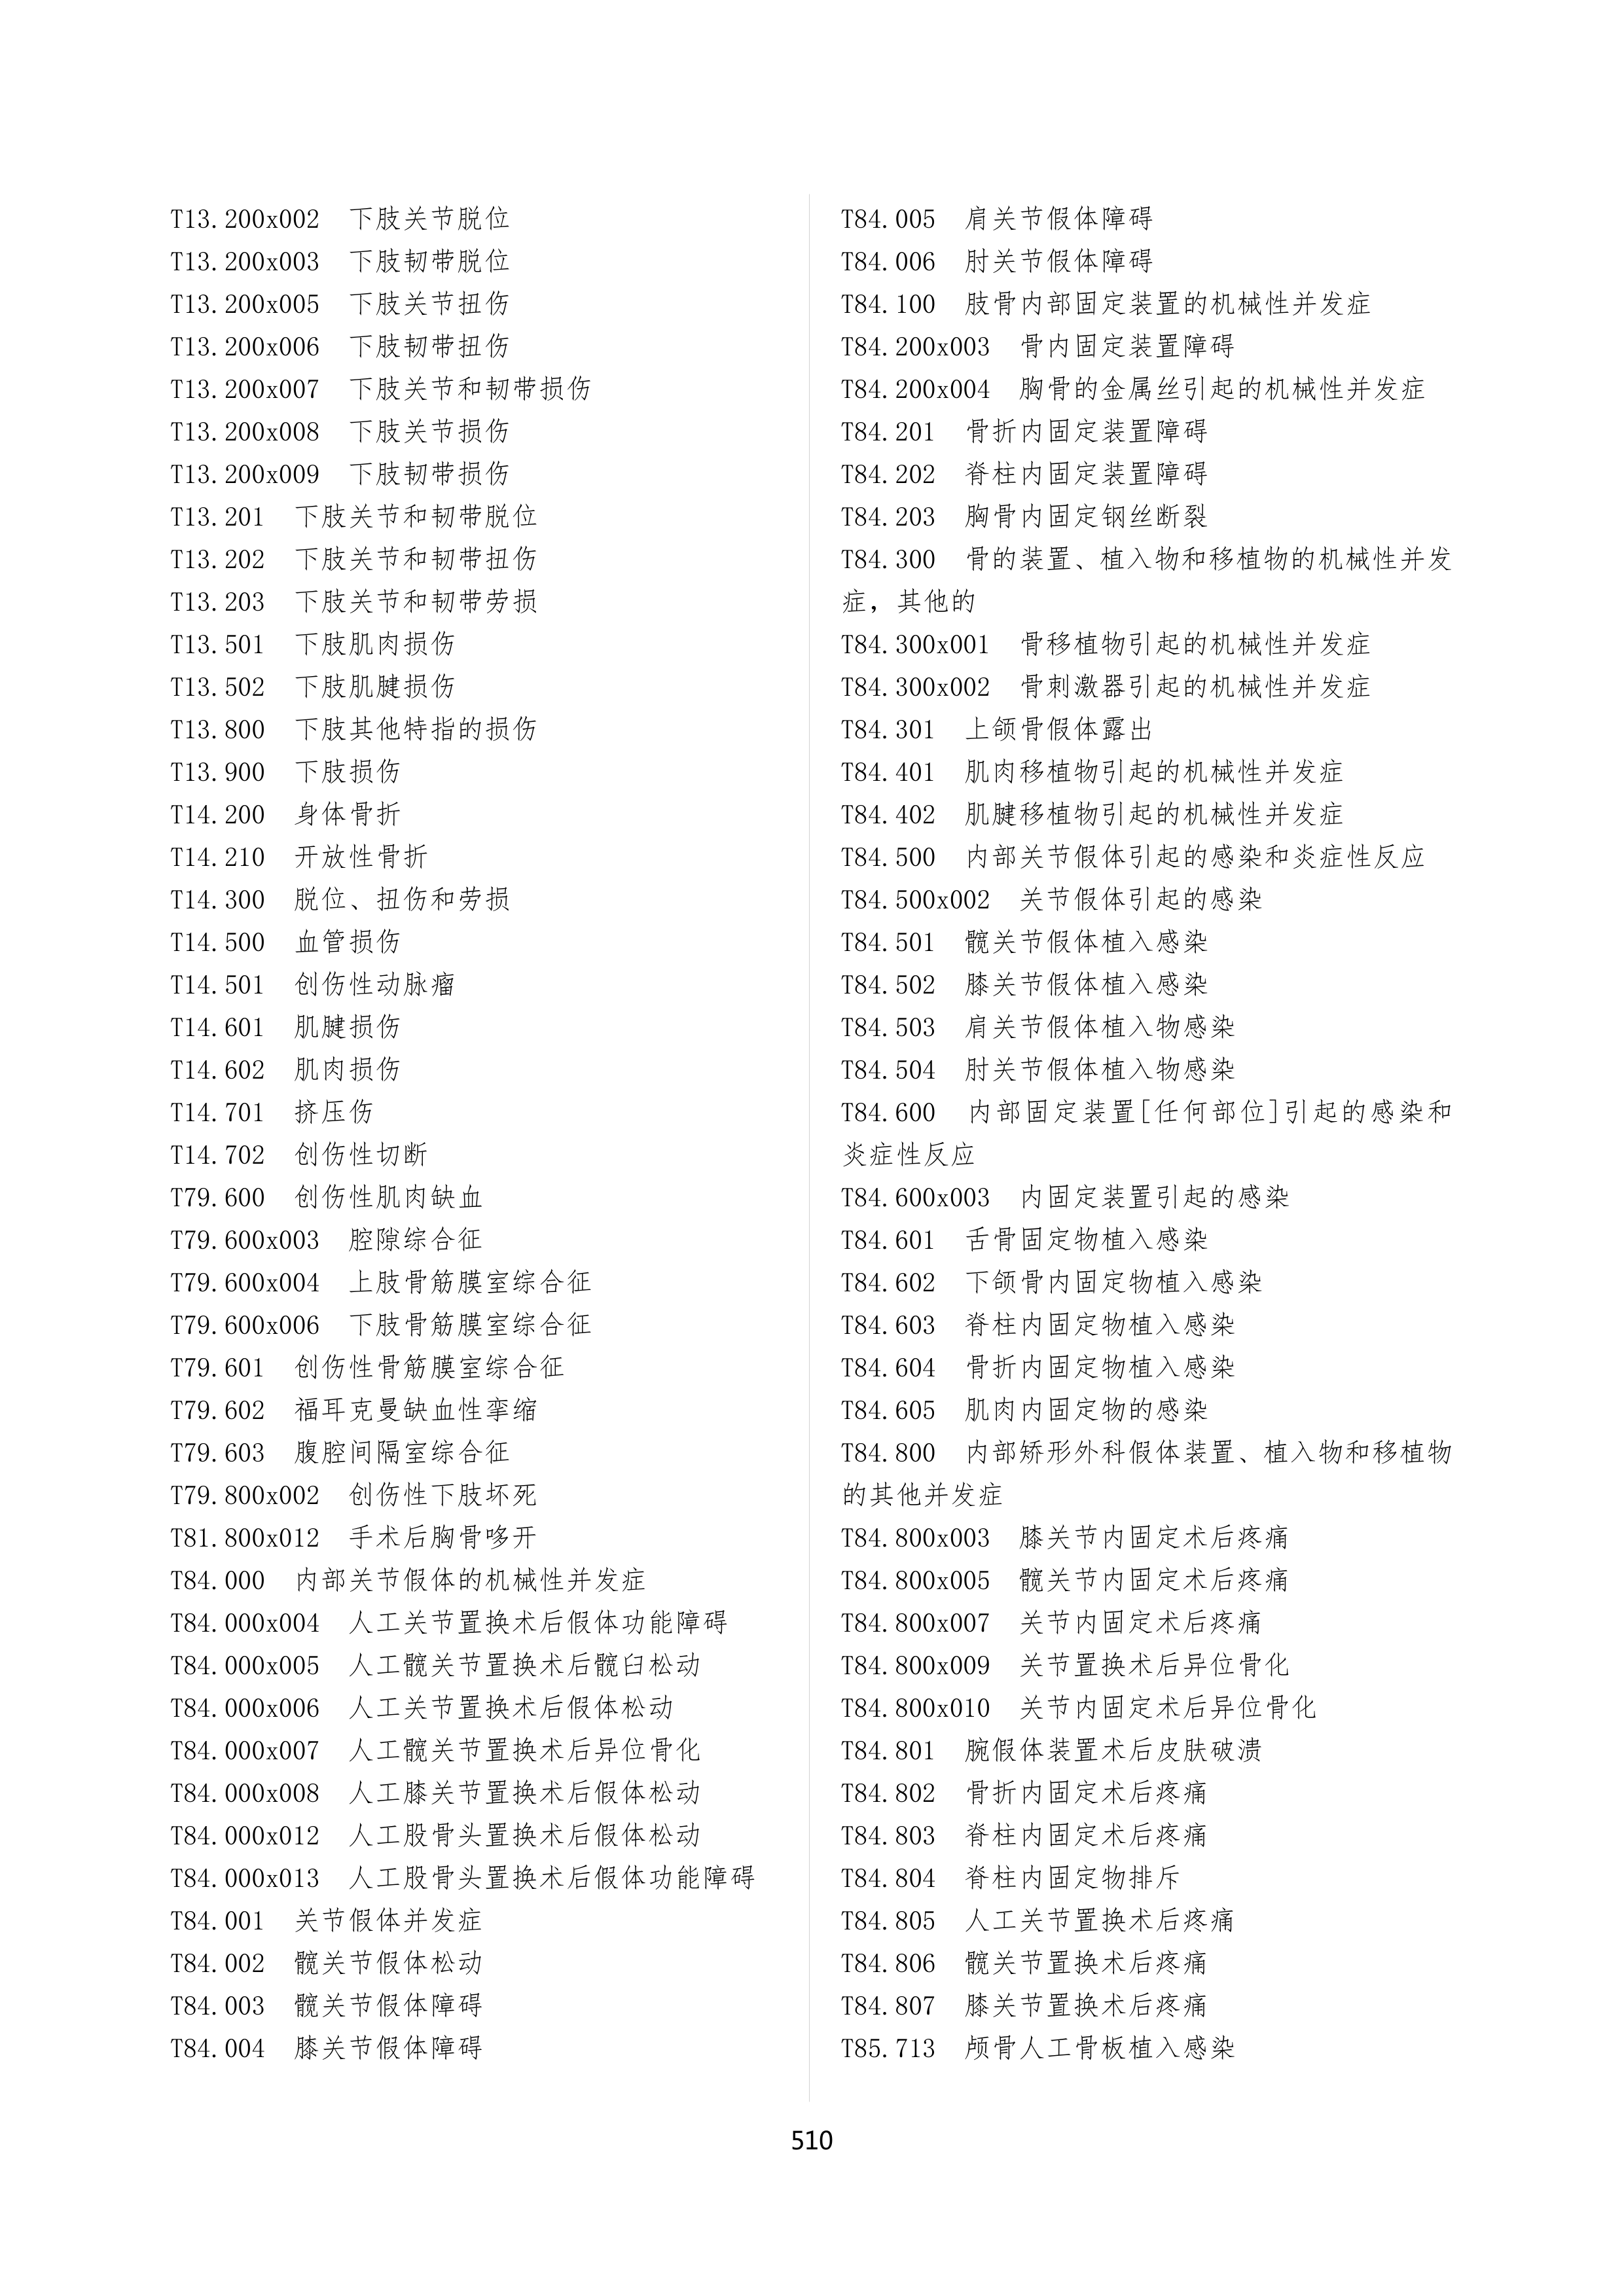 T13.200x002 下肢关节脱位
T13.200x003 下肢韧带脱位
T13.200x005 下肢关节扭伤
T13.200x006 下肢韧带扭伤
T13.200x007 下肢关节和韧带损伤
T13.200x008 下肢关节损伤
T13.200x009 下肢韧带损伤
T13.201 下肢关节和韧带脱位
T13.202 下肢关节和韧带扭伤
T13.203 下肢关节和韧带劳损
T13.501 下肢肌肉损伤
T13.502 下肢肌腱损伤
T13.800 下肢其他特指的损伤
T13.900 下肢损伤
T14.200 身体骨折
T14.210 开放性骨折
T14.300 脱位、扭伤和劳损
T14.500 血管损伤
T14.501 创伤性动脉瘤
T14.601 肌腱损伤
T14.602 肌肉损伤
T14.701 挤压伤
T14.702 创伤性切断
T79.600 创伤性肌肉缺血
T79.600x003 腔隙综合征
T79.600x004 上肢骨筋膜室综合征
T79.600x006 下肢骨筋膜室综合征
T79.601 创伤性骨筋膜室综合征
T79.602 福耳克曼缺血性挛缩
T79.603 腹腔间隔室综合征
T79.800x002 创伤性下肢坏死
T81.800x012 手术后胸骨哆开
T84.000 内部关节假体的机械性并发症
T84.000x004 人工关节置换术后假体功能障碍
T84.000x005 人工髋关节置换术后髋臼松动
T84.000x006 人工关节置换术后假体松动
T84.000x007 人工髋关节置换术后异位骨化
T84.000x008 人工膝关节置换术后假体松动
T84.000x012 人工股骨头置换术后假体松动
T84.000x013 人工股骨头置换术后假体功能障碍
T84.001 关节假体并发症
T84.002 髋关节假体松动
T84.003 髋关节假体障碍
T84.004 膝关节假体障碍
T84.005 肩关节假体障碍
T84.006 肘关节假体障碍
T84.100 肢骨内部固定装置的机械性并发症
T84.200x003 骨内固定装置障碍
T84.200x004 胸骨的金属丝引起的机械性并发症
T84.201 骨折内固定装置障碍
T84.202 脊柱内固定装置障碍
T84.203 胸骨内固定钢丝断裂
T84.300 骨的装置、植入物和移植物的机械性并发
症，其他的
T84.300x001 骨移植物引起的机械性并发症
T84.300x002 骨刺激器引起的机械性并发症
T84.301 上颌骨假体露出
T84.401 肌肉移植物引起的机械性并发症
T84.402 肌腱移植物引起的机械性并发症
T84.500 内部关节假体引起的感染和炎症性反应
T84.500x002 关节假体引起的感染
T84.501 髋关节假体植入感染
T84.502 膝关节假体植入感染
T84.503 肩关节假体植入物感染
T84.504 肘关节假体植入物感染
T84.600 内部固定装置[任何部位]引起的感染和
炎症性反应
T84.600x003 内固定装置引起的感染
T84.601 舌骨固定物植入感染
T84.602 下颌骨内固定物植入感染
T84.603 脊柱内固定物植入感染
T84.604 骨折内固定物植入感染
T84.605 肌肉内固定物的感染
T84.800 内部矫形外科假体装置、植入物和移植物
的其他并发症
T84.800x003 膝关节内固定术后疼痛
T84.800x005 髋关节内固定术后疼痛
T84.800x007 关节内固定术后疼痛
T84.800x009 关节置换术后异位骨化
T84.800x010 关节内固定术后异位骨化
T84.801 腕假体装置术后皮肤破溃
T84.802 骨折内固定术后疼痛
T84.803 脊柱内固定术后疼痛
T84.804 脊柱内固定物排斥
T84.805 人工关节置换术后疼痛
T84.806 髋关节置换术后疼痛
T84.807 膝关节置换术后疼痛
T85.713 颅骨人工骨板植入感染
510